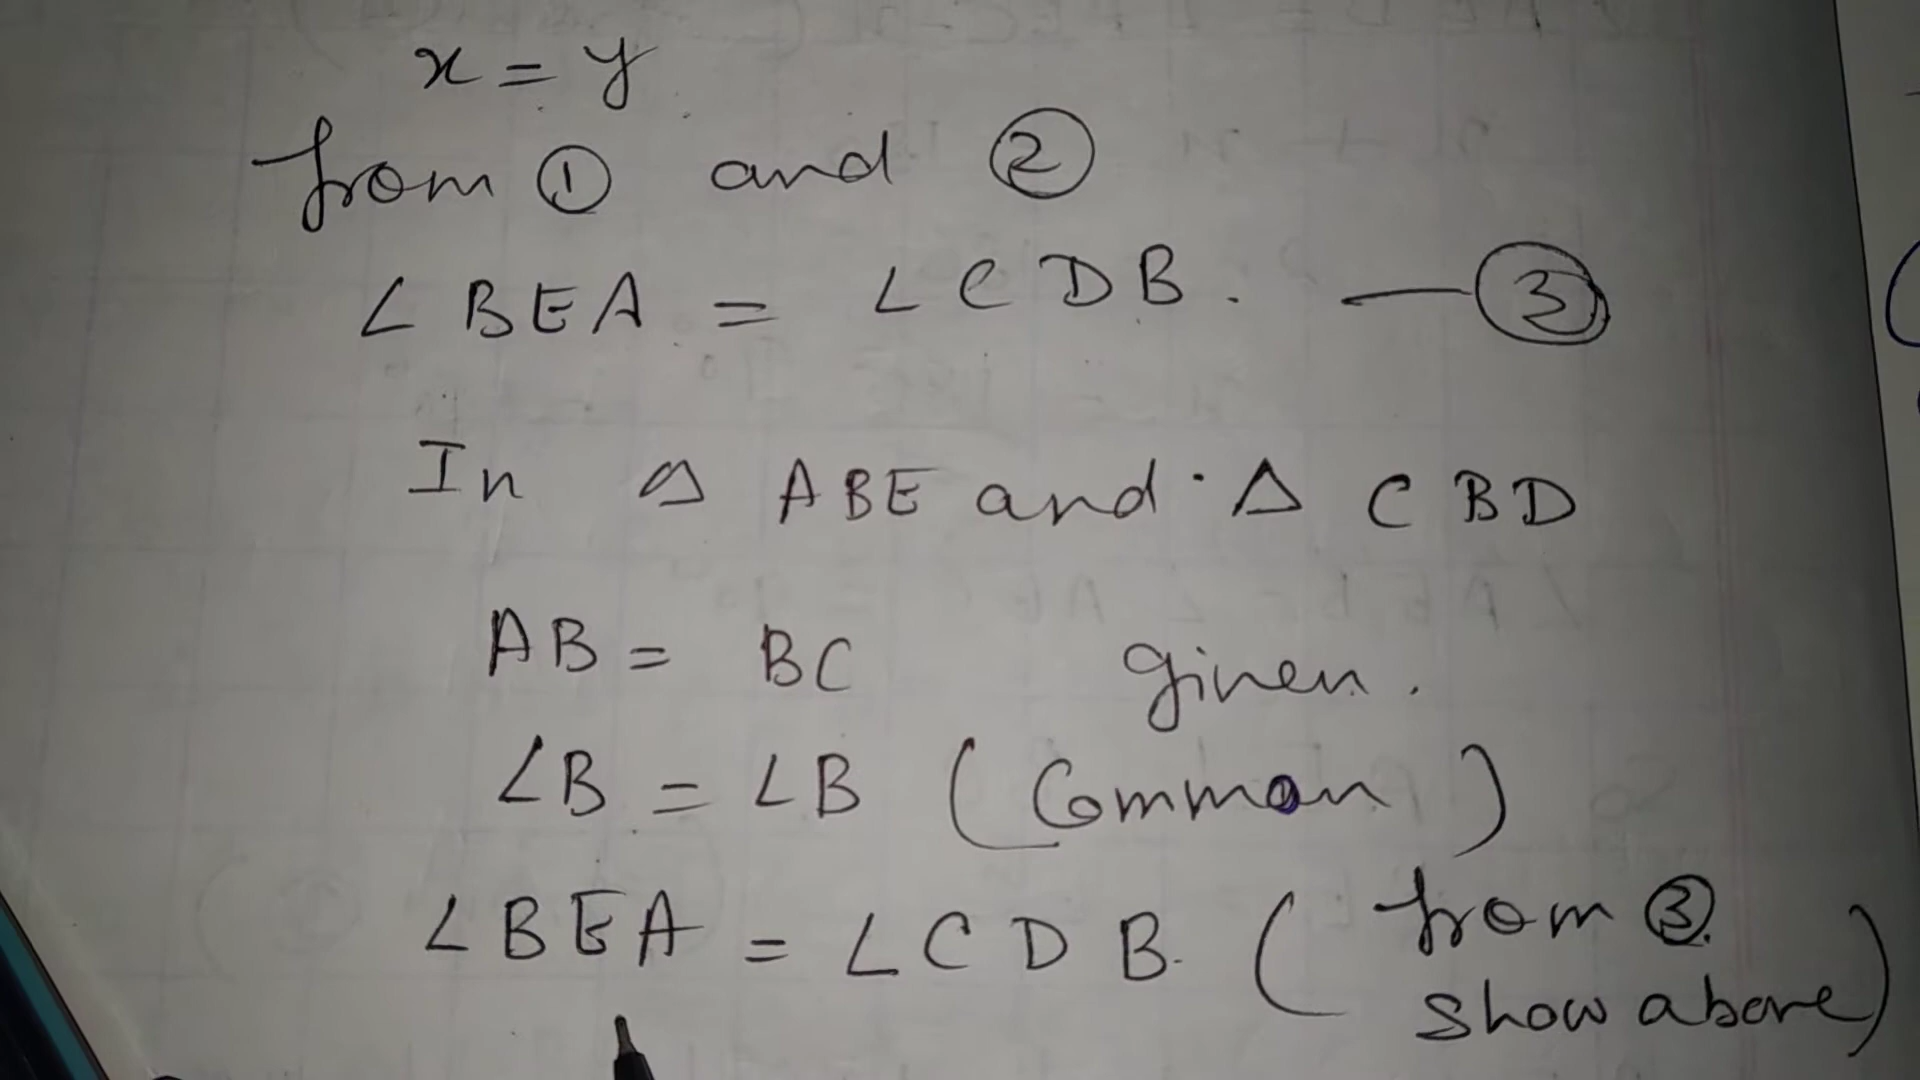 x = y
from ① and ②
∠BEA = ∠CDB. — ③
In △ ABE and △ CBD
AB = BC given.
∠B = ∠B (Common)
∠BEA = ∠CDB. (from ③.
show above)